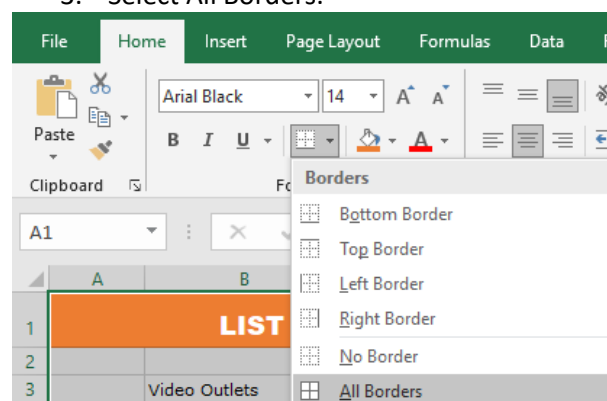 Select All Borders.
File Home Insert Page Layout Formulas Data
Arial Black 14 A A
Paste B I U A
Clipboard
Borders
Bottom Border
A1
Top Border
A B Left Border
1 LIST Right Border
2 No Border
3 Video Outlets All Borders